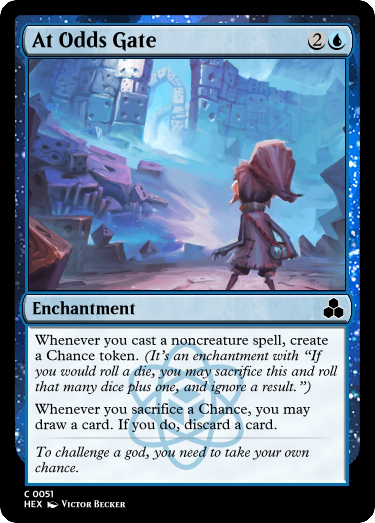 At Odds Gate 2
Enchantment
Whenever you cast a noncreature spell, create
a Chance token. (It's an enchantment with “If
you would roll a die, you may sacrifice this and roll
that many dice plus one, and ignore a result.”)
Whenever you sacrifice a Chance, you may
draw a card. If you do, discard a card.
To challenge a god, you need to take your own
chance.
C 0051
HEX VICTOR BECKER